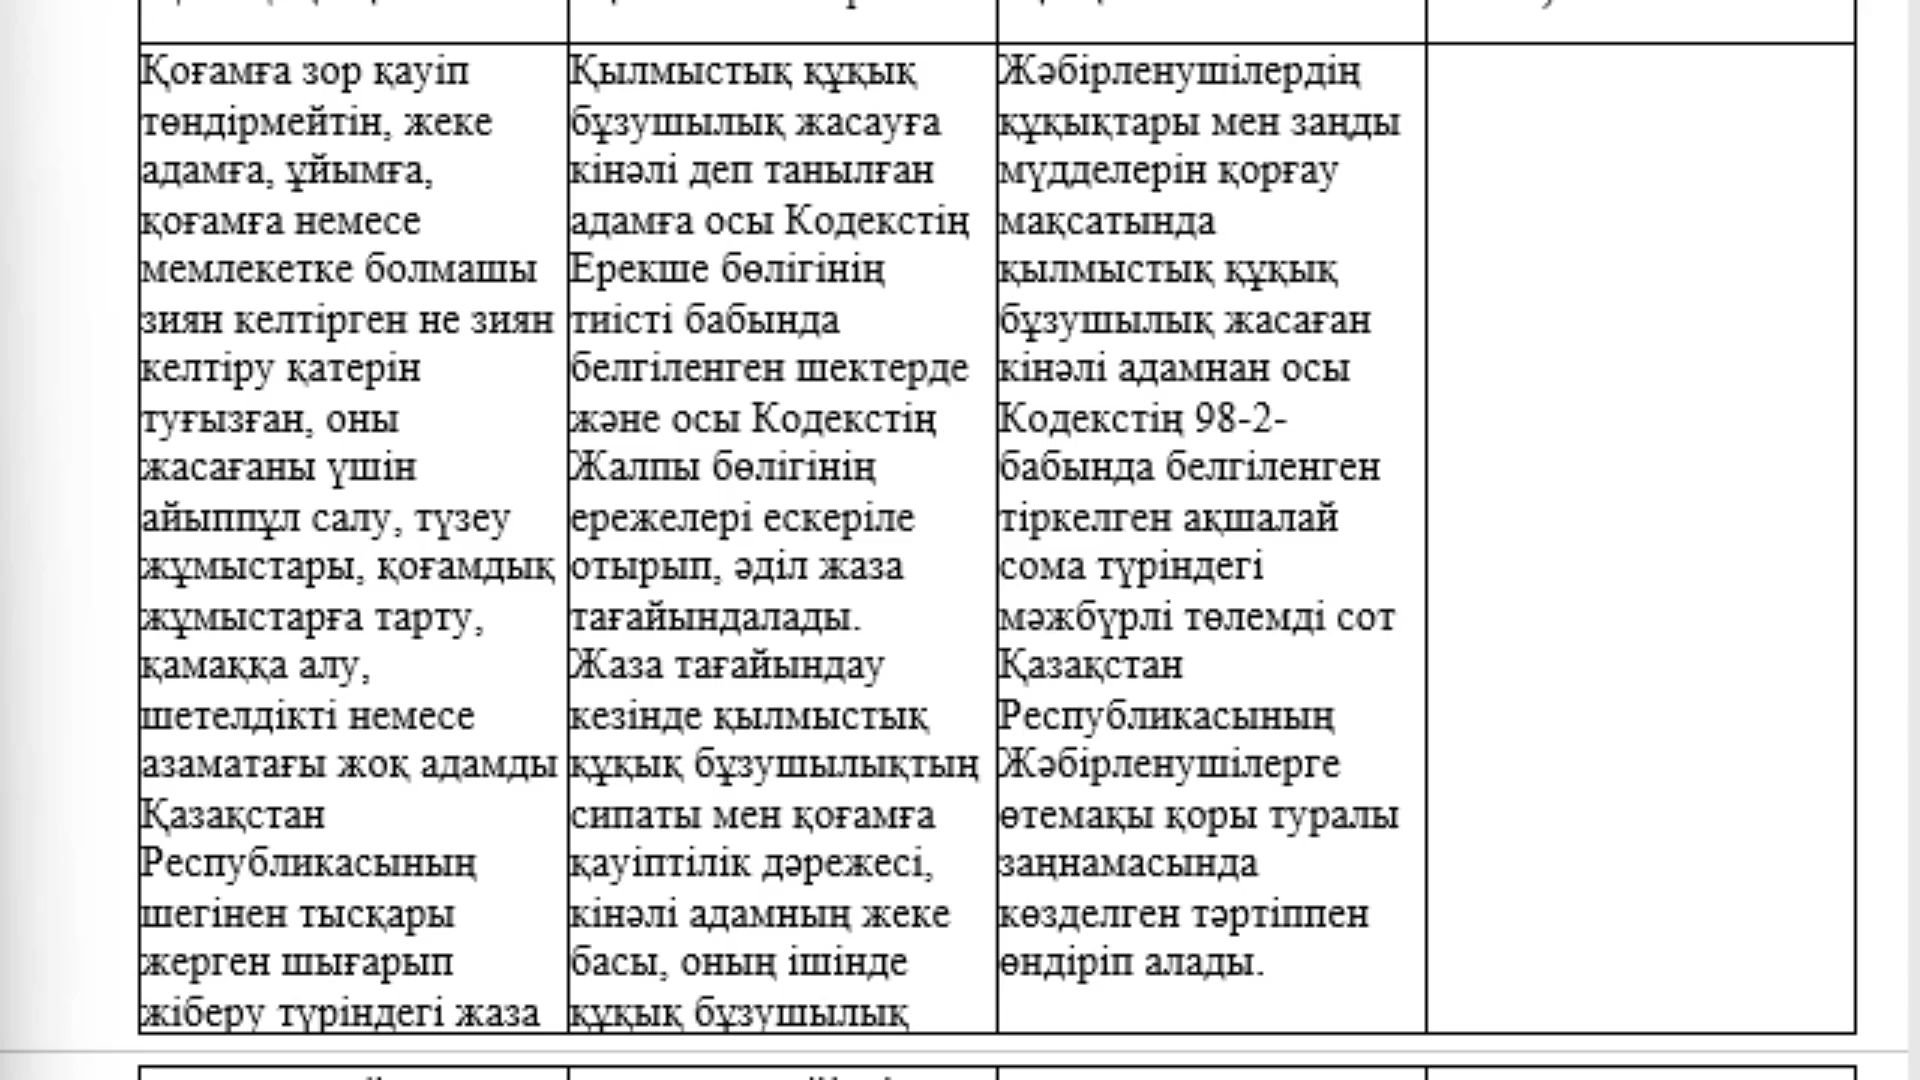 Қоғамға зор қауіп
төндірмейтін, жеке
адамға, ұйымға,
қоғамға немесе
мемлекетке болмашы
зиян келтірген не зиян
келтіру қатерін
туғызған, оны
жасағаны үшін
айыппұл салу, түзеу
жұмыстары, қоғамдық
жұмыстарға тарту,
қамаққа алу,
шетелдікті немесе
азаматағы жоқ адамды
Қазақстан
Республикасының
шегінен тысқары
жерген шығарып
жіберу түріндегі жаза
Қылмыстық құқық
бұзушылық жасауға
кінәлі деп танылған
адамға осы Кодекстің
Ерекше бөлігінің
тиісті бабында
белгіленген шектерде
және осы Кодекстің
Жалпы бөлігінің
ережелері ескеріле
отырып, әділ жаза
тағайындалады.
Жаза тағайындау
кезінде қылмыстық
құқық бұзушылықтың
сипаты мен қоғамға
қауіптілік дәрежесі,
кінәлі адамның жеке
басы, оның ішінде
құқық бұзушылық
Жәбірленушілердің
құқықтары мен заңды
мүдделерін қорғау
мақсатында
қылмыстық құқық
бұзушылық жасаған
кінәлі адамнан осы
Кодекстің 98-2-
бабында белгіленген
тіркелген ақшалай
сома түріндегі
мәжбүрлі төлемді сот
Қазақстан
Республикасының
Жәбірленушілерге
өтемақы қоры туралы
заңнамасында
көзделген тәртіппен
өндіріп алады.